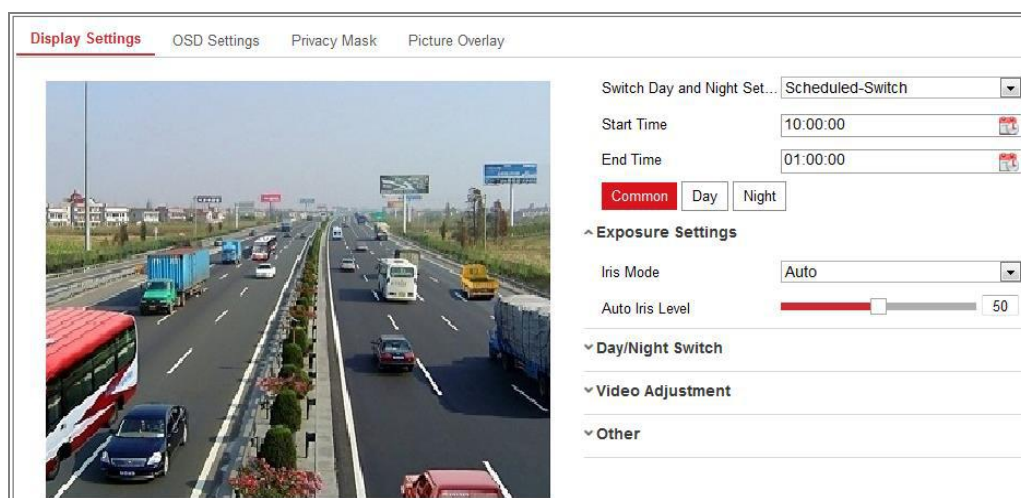 Display Settings OSD Settings Privacy Mask Picture Overlay
Switch Day and Night Set... Scheduled-Switch
Start Time 10:00:00
End Time 01:00:00
Common Day Night
Exposure Settings
Iris Mode Auto
Auto Iris Level 50
Day/Night Switch
Video Adjustment
Other